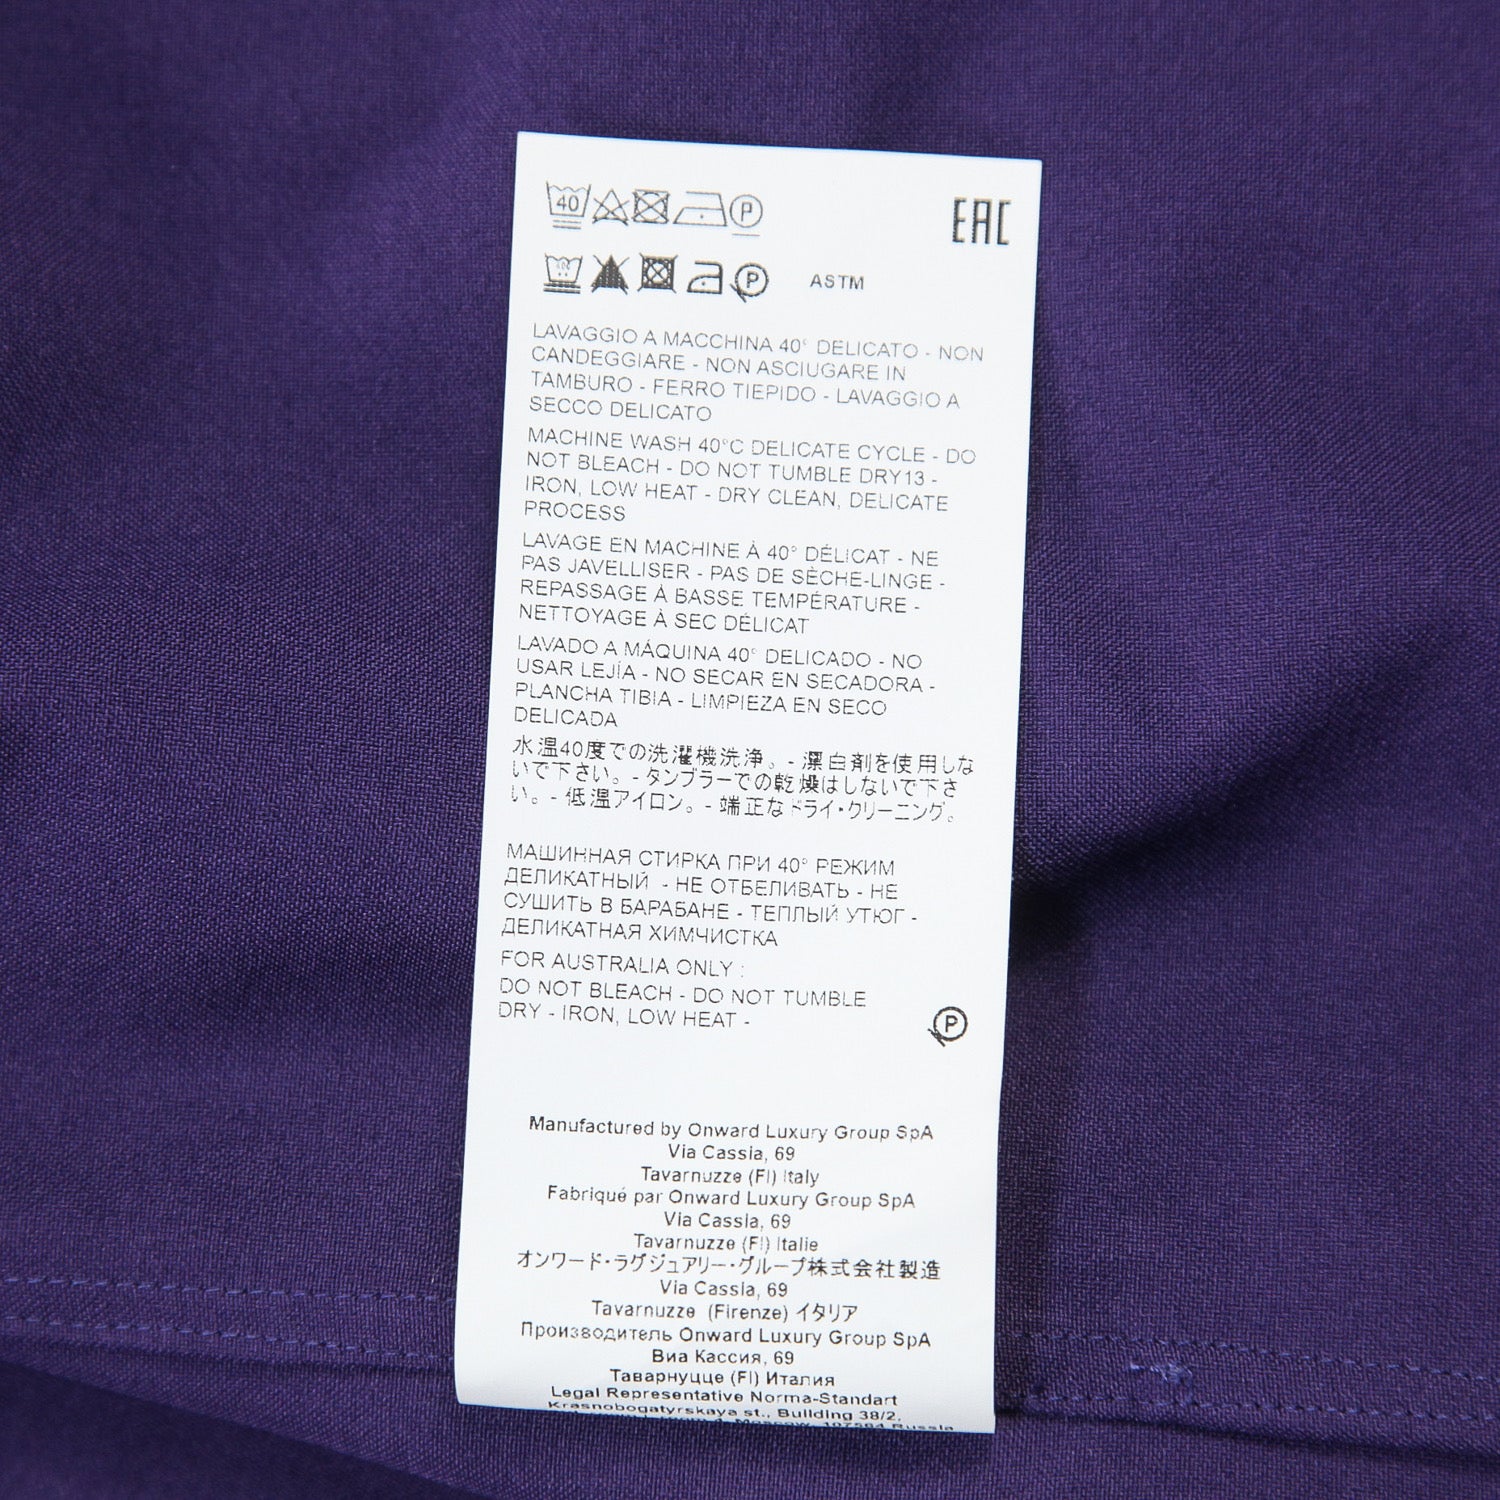 40 P EAC
P ASTM
LAVAGGIO A MACCHINA 40° DELICATO - NON
CANDEGGIARE - NON ASCIUGARE IN
TAMBURO - FERRO TIEPIDO - LAVAGGIO A
SECCO DELICATO
MACHINE WASH 40°C DELICATE CYCLE - DO
NOT BLEACH - DO NOT TUMBLE DRY13 -
IRON, LOW HEAT - DRY CLEAN, DELICATE
PROCESS
LAVAGE EN MACHINE À 40° DÉLICAT - NE
PAS JAVELLISER - PAS DE SÈCHE-LINGE -
REPASSAGE À BASSE TEMPÉRATURE -
NETTOYAGE À SEC DÉLICAT
LAVADO A MÁQUINA 40° DELICADO - NO
USAR LEJÍA - NO SECAR EN SECADORA -
PLANCHA TIBIA - LIMPIEZA EN SECO
DELICADA
水温40度での洗濯機洗浄。- 漂白剤を使用しな
いで下さい。- タンブラーでの乾燥はしないで下さ
い。- 低温アイロン。- 端正なドライ・クリーニング。
МАШИННАЯ СТИРКА ПРИ 40° РЕЖИМ
ДЕЛИКАТНЫЙ - НЕ ОТБЕЛИВАТЬ - НЕ
СУШИТЬ В БАРАБАНЕ - ТЕПЛЫЙ УТЮГ -
ДЕЛИКАТНАЯ ХИМЧИСТКА
FOR AUSTRALIA ONLY :
DO NOT BLEACH - DO NOT TUMBLE
DRY - IRON, LOW HEAT -
P
Manufactured by Onward Luxury Group SpA
Via Cassia, 69
Tavarnuzze (FI) Italy
Fabriqué par Onward Luxury Group SpA
Via Cassia, 69
Tavarnuzze (FI) Italie
オンワード・ラグジュアリー・グループ株式会社製造
Via Cassia, 69
Tavarnuzze (Firenze) イタリア
Производитель Onward Luxury Group SpA
Виа Кассия, 69
Таварнуцце (FI) Италия
Legal Representative Norma-Standart
Krasnobogatyrskaya st., Building 38/2,
Moscow, 107564 Russia